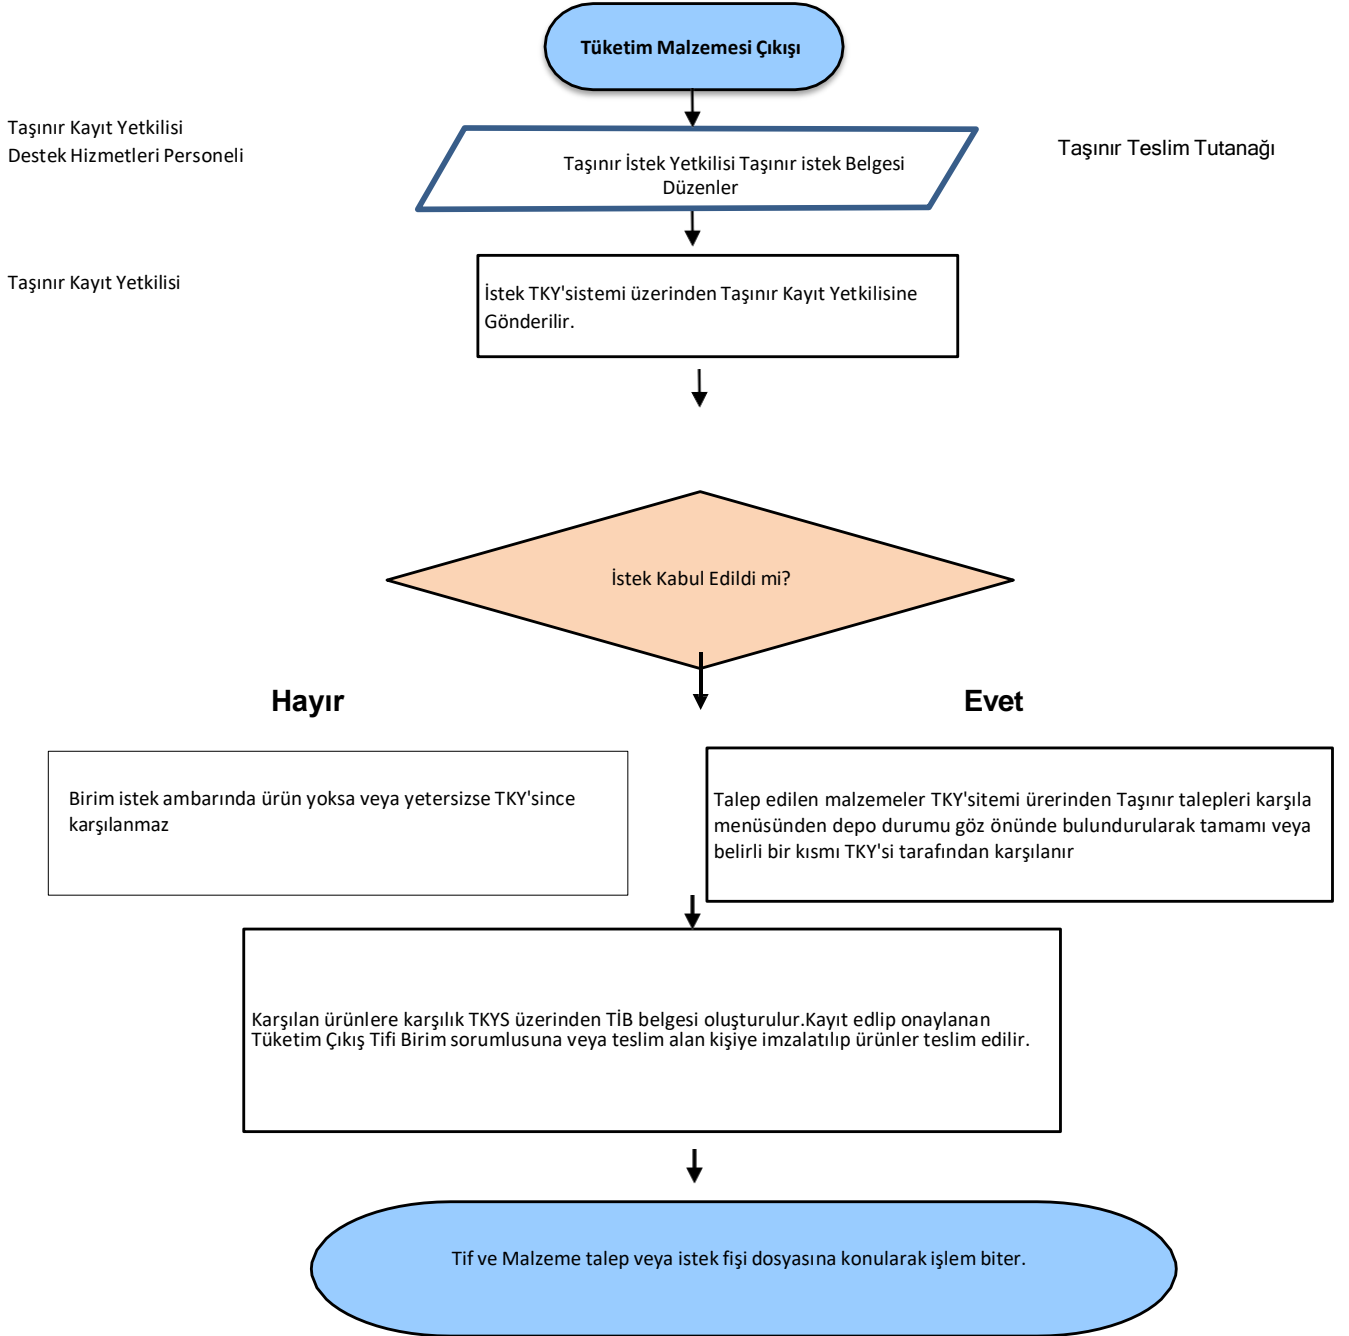 Tüketim Malzemesi Çıkışı
Taşınır Kayıt Yetkilisi
Destek Hizmetleri Personeli
Taşınır İstek Yetkilisi Taşınır istek Belgesi
Düzenler
Taşınır Teslim Tutanağı
Taşınır Kayıt Yetkilisi
İstek TKY'sistemi üzerinden Taşınır Kayıt Yetkilisine
Gönderilir.
İstek Kabul Edildi mi?
Hayır
Evet
Birim istek ambarında ürün yoksa veya yetersizse TKY'since
karşılanmaz
Talep edilen malzemeler TKY'sitemi ürerinden Taşınır talepleri karşıla
menüsünden depo durumu göz önünde bulundurularak tamamı veya
belirli bir kısmı TKY'si tarafından karşılanır
Karşılan ürünlere karşılık TKYS üzerinden TİB belgesi oluşturulur.Kayıt edlip onaylanan
Tüketim Çıkış Tifi Birim sorumlusuna veya teslim alan kişiye imzalatılıp ürünler teslim edilir.
Tif ve Malzeme talep veya istek fişi dosyasına konularak işlem biter.